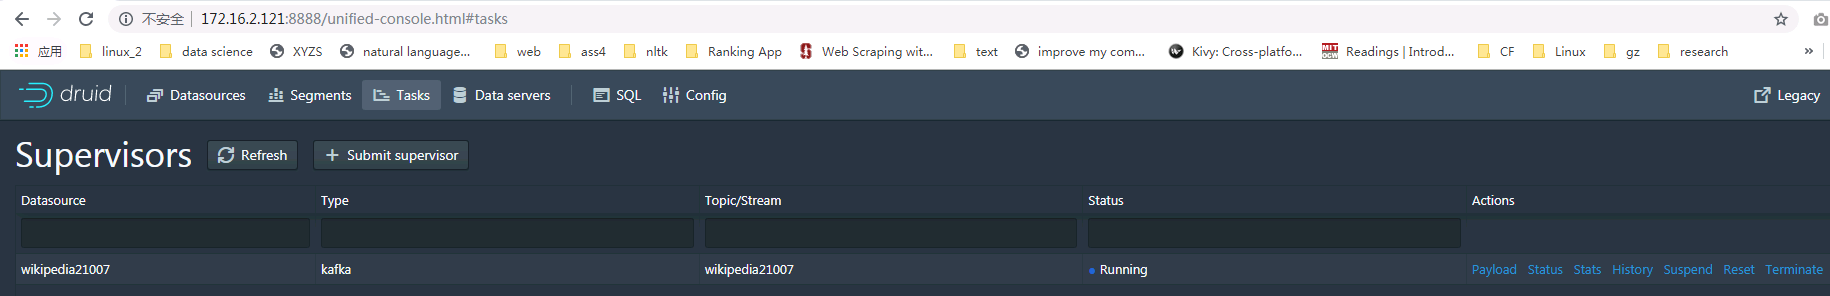 不安全 172.16.2.121:8888/unified-console.html#tasks
应用 linux_2 data science XYZS natural language... web ass4 nltk Ranking App Web Scraping wit... text improve my com... Kivy: Cross-platfo... MIT OCW Readings | Introd... CF Linux gz research »
druid Datasources Segments Tasks Data servers SQL Config Legacy
Supervisors Refresh + Submit supervisor
Datasource Type Topic/Stream Status Actions
wikipedia21007 kafka wikipedia21007 Running Payload Status Stats History Suspend Reset Terminate